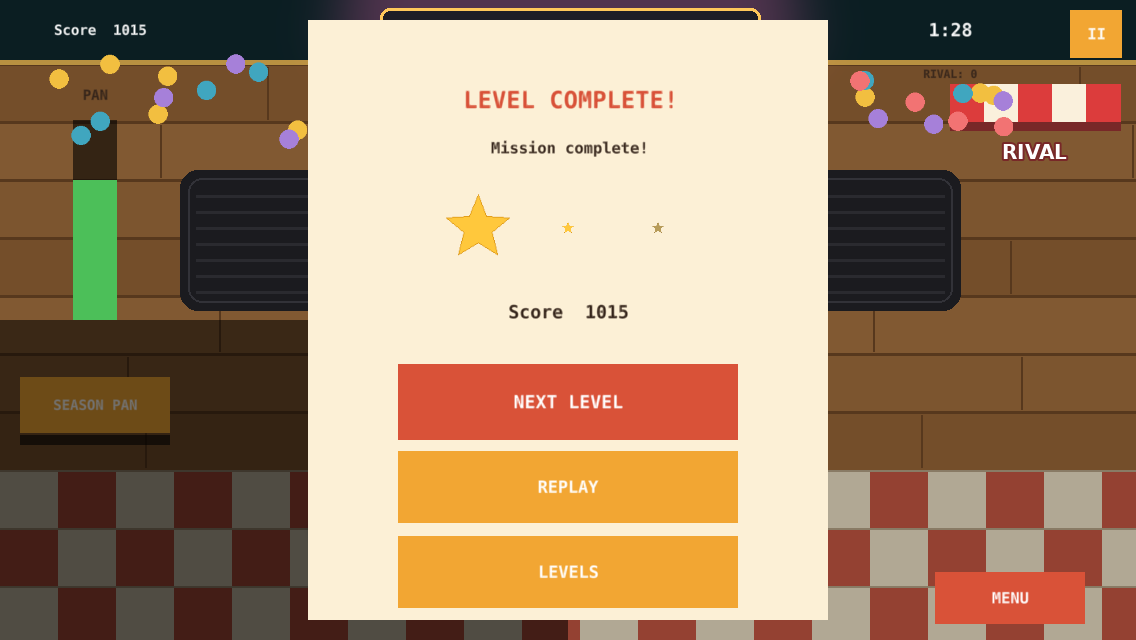 Score 1015
1:28
II
RIVAL: 0
PAN
RIVAL
LEVEL COMPLETE!
Mission complete!
Score 1015
NEXT LEVEL
SEASON PAN
REPLAY
LEVELS
MENU